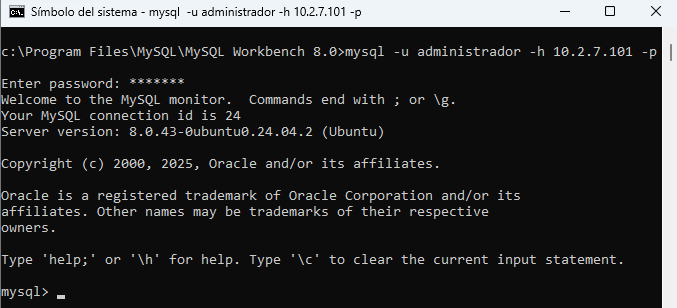 Símbolo del sistema - mysql  -u administrador -h 10.2.7.101 -p
c:\Program Files\MySQL\MySQL Workbench 8.0>mysql -u administrador -h 10.2.7.101 -p
Enter password: *******
Welcome to the MySQL monitor.  Commands end with ; or \g.
Your MySQL connection id is 24
Server version: 8.0.43-0ubuntu0.24.04.2 (Ubuntu)
Copyright (c) 2000, 2025, Oracle and/or its affiliates.
Oracle is a registered trademark of Oracle Corporation and/or its
affiliates. Other names may be trademarks of their respective
owners.
Type 'help;' or '\h' for help. Type '\c' to clear the current input statement.
mysql> _